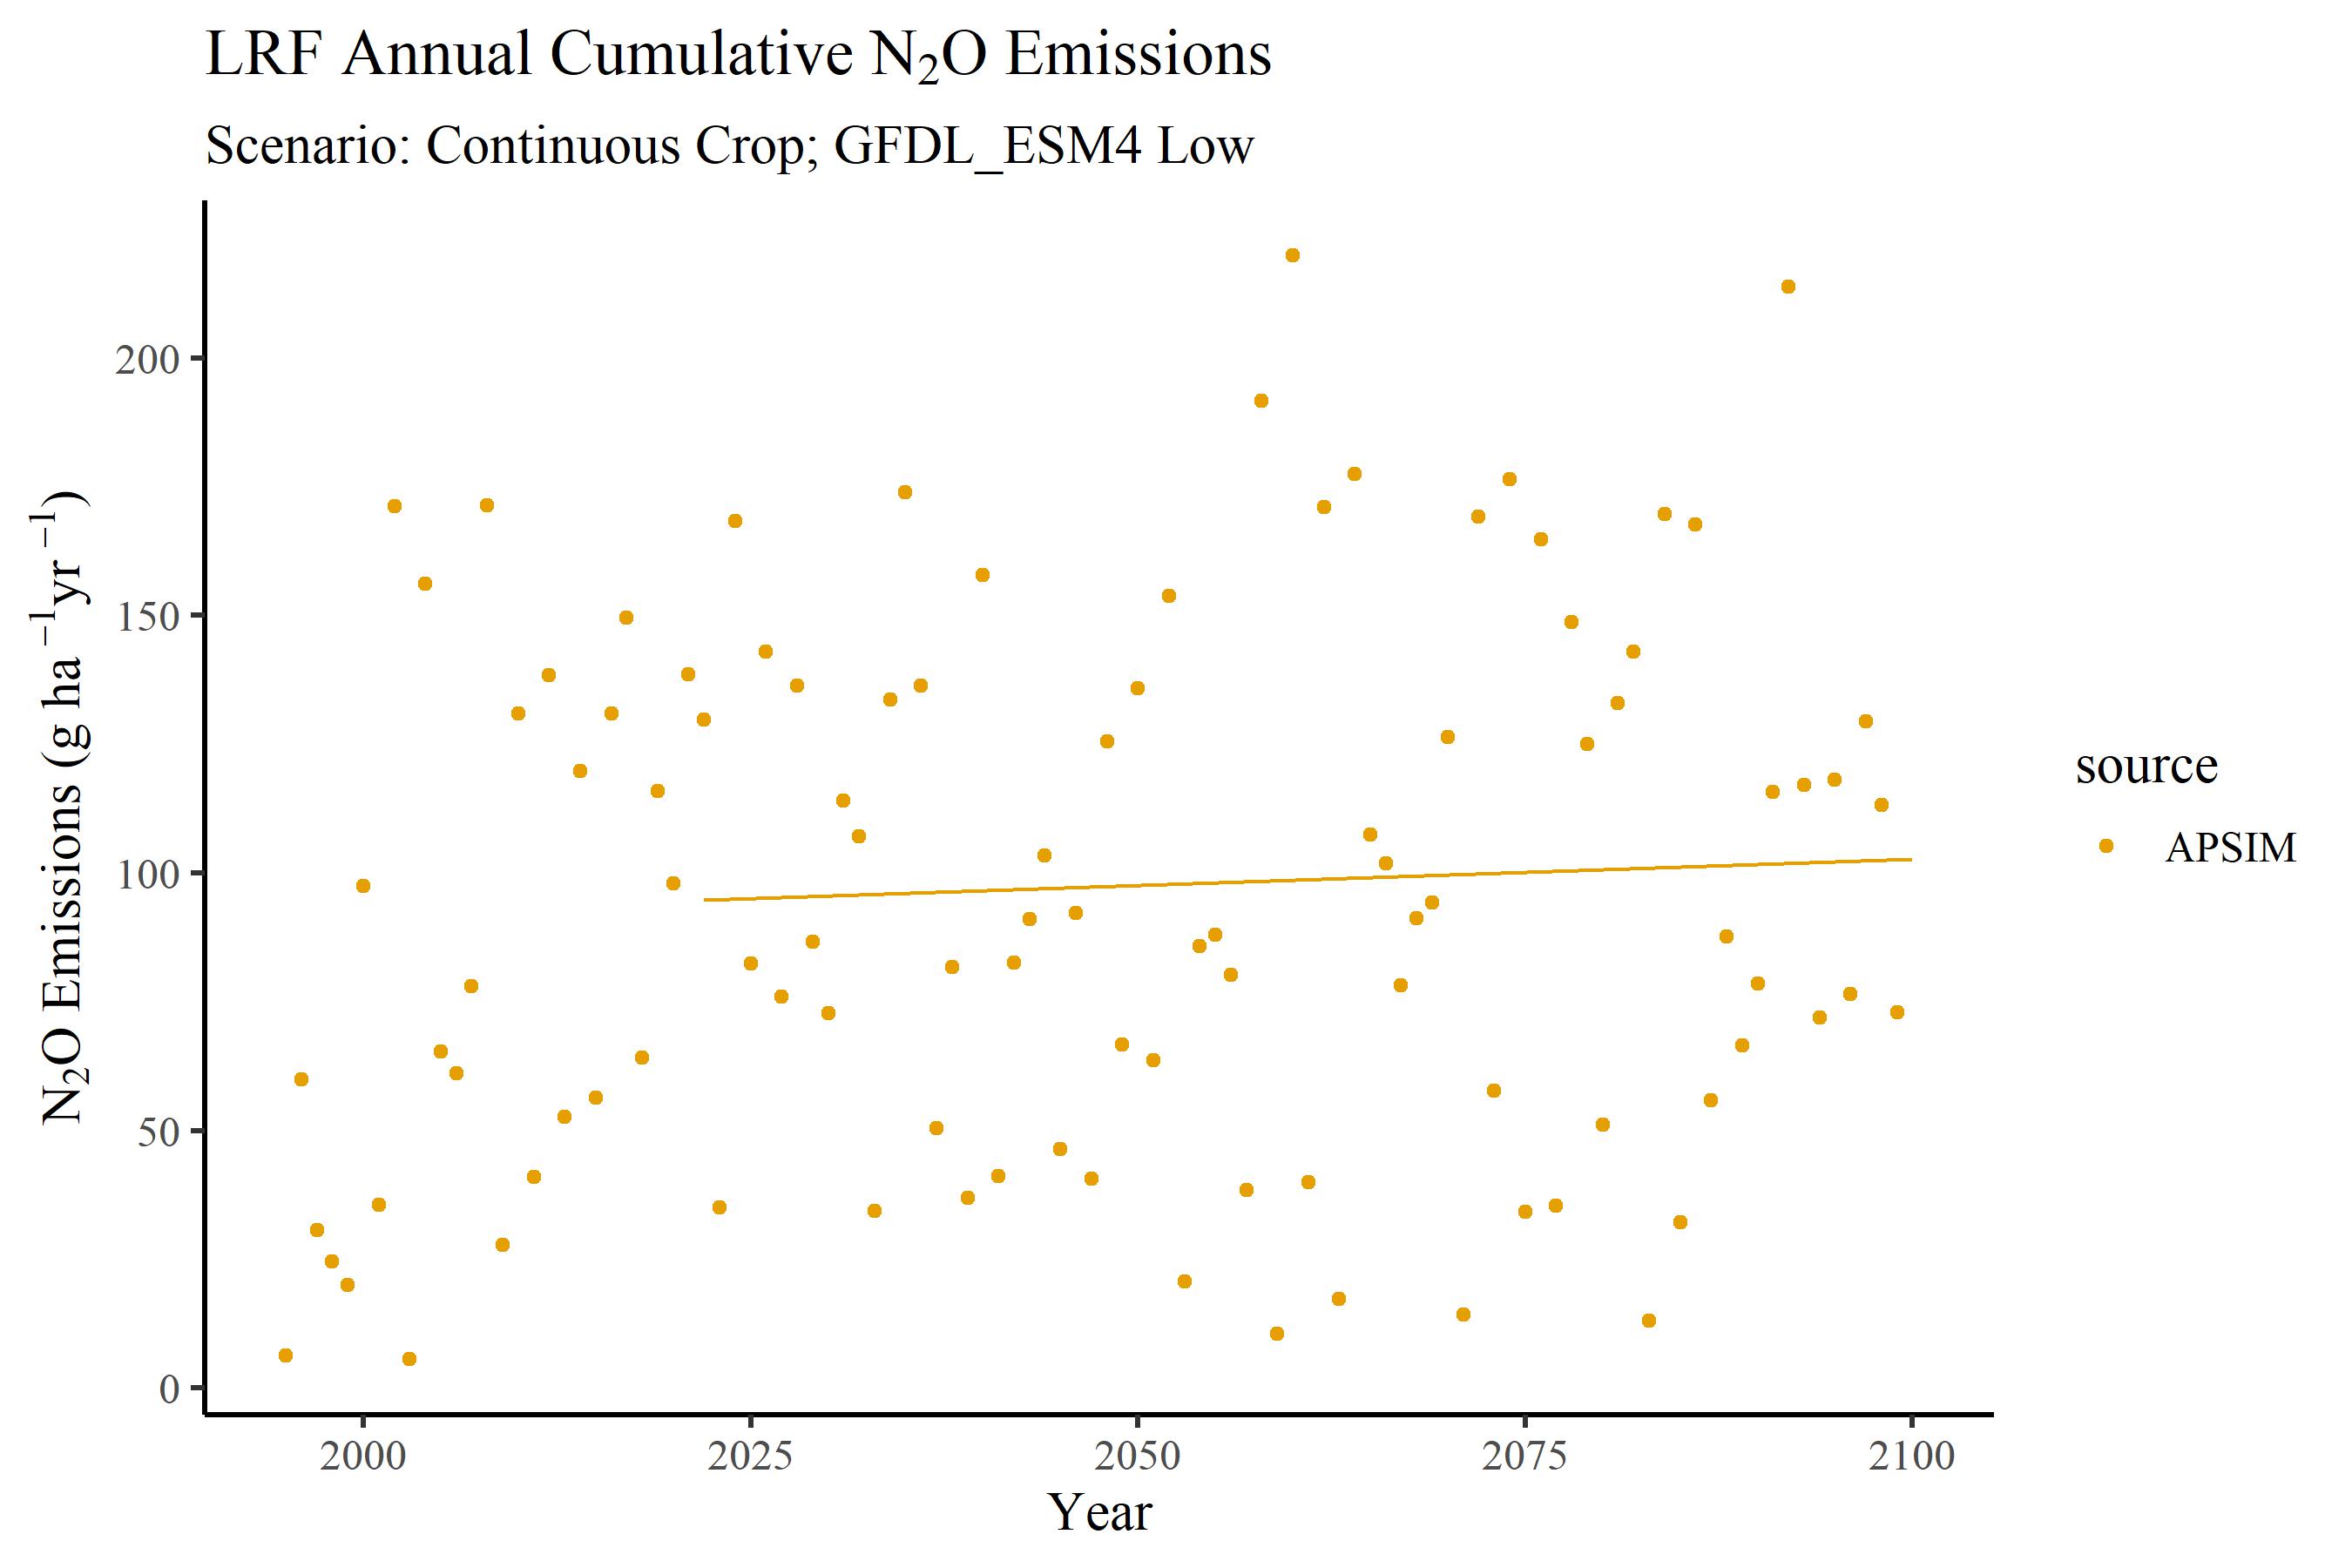 LRF Annual Cumulative N₂O Emissions
Scenario: Continuous Crop; GFDL_ESM4 Low
N₂O Emissions (g ha⁻¹yr⁻¹)
200
150
100
50
0
2000 2025 2050 2075 2100
Year
source
APSIM